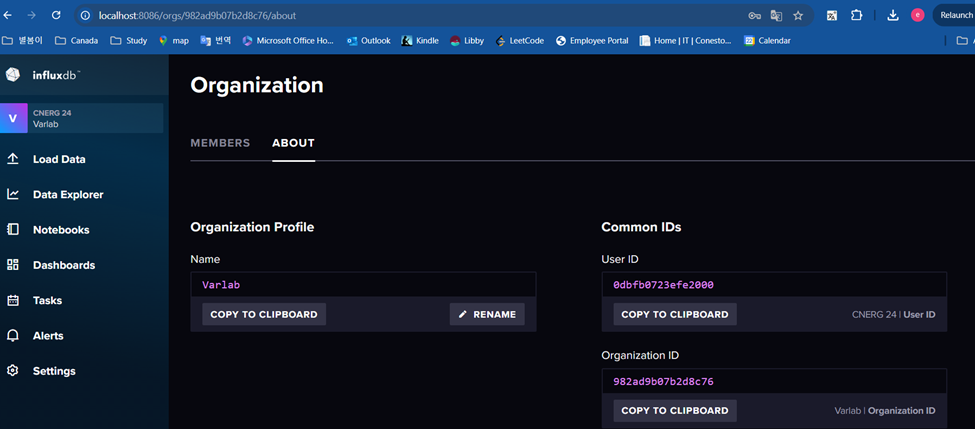 localhost:8086/orgs/982ad9b07b2d8c76/about
e
Relaunch
별봄이 Canada Study map 번역 Microsoft Office Ho... Outlook Kindle Libby LeetCode Employee Portal Home | IT | Conesto... Calendar
influxdb™
V
CNERG 24
Varlab
Load Data
Data Explorer
Notebooks
Dashboards
Tasks
Alerts
Settings
Organization
MEMBERS ABOUT
Organization Profile
Name
Varlab
COPY TO CLIPBOARD RENAME
Common IDs
User ID
0dbfb0723efe2000
COPY TO CLIPBOARD CNERG 24 | User ID
Organization ID
982ad9b07b2d8c76
COPY TO CLIPBOARD Varlab | Organization ID